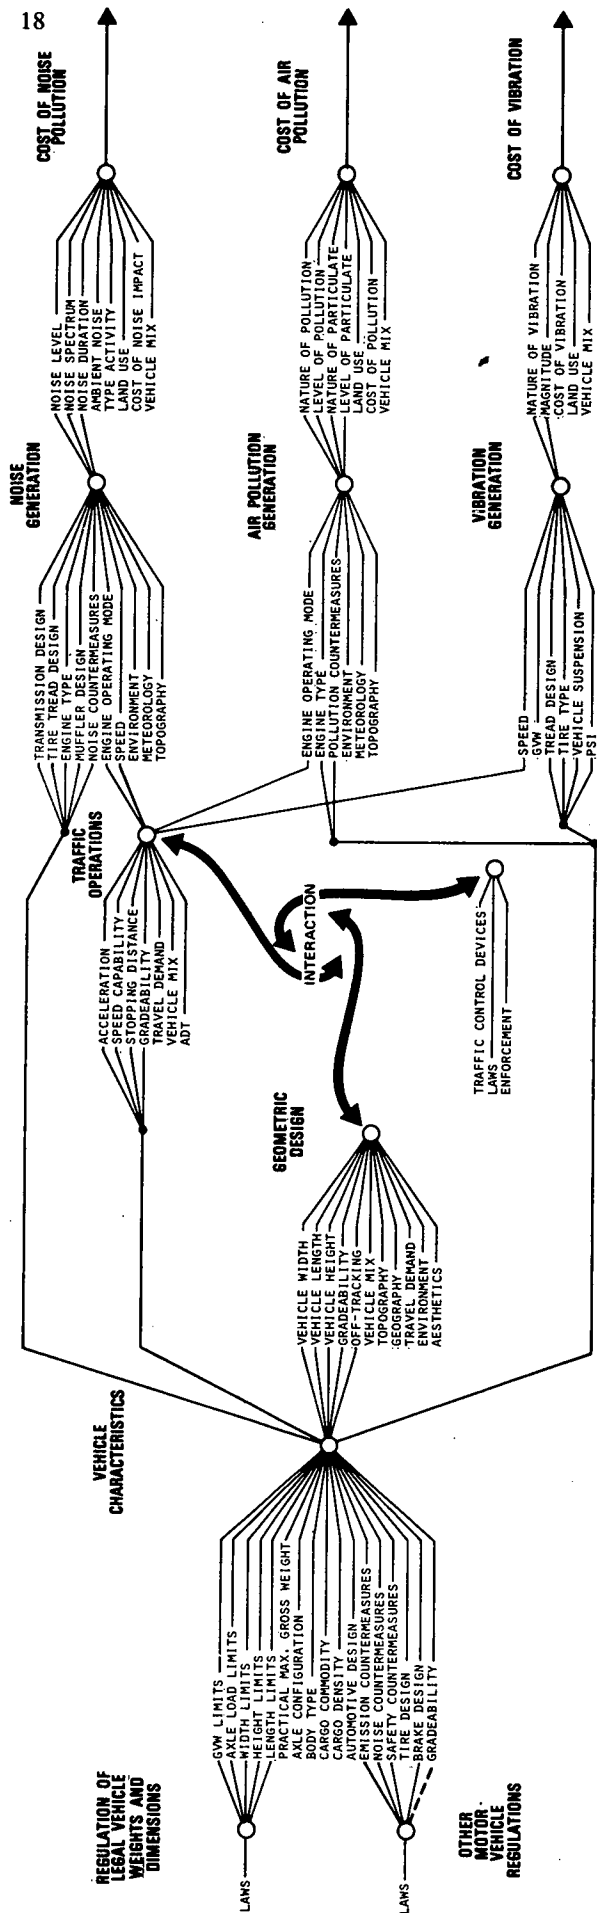 18
REGULATION OF
LEGAL VEHICLE
WEIGHTS AND
DIMENSIONS
LAWS
GVW LIMITS
AXLE LOAD LIMITS
WIDTH LIMITS
HEIGHT LIMITS
LENGTH LIMITS
PRACTICAL MAX. GROSS WEIGHT
AXLE CONFIGURATION
BODY TYPE
CARGO COMMODITY
CARGO DENSITY
AUTOMOTIVE DESIGN
EMISSION COUNTERMEASURES
NOISE COUNTERMEASURES
SAFETY COUNTERMEASURES
TIRE DESIGN
BRAKE DESIGN
GRADEABILITY
LAWS
OTHER
MOTOR
VEHICLE
REGULATIONS
VEHICLE
CHARACTERISTICS
VEHICLE WIDTH
VEHICLE LENGTH
VEHICLE HEIGHT
GRADEABILITY
OFF-TRACKING
VEHICLE MIX
TOPOGRAPHY
GEOGRAPHY
TRAVEL DEMAND
ENVIRONMENT
AESTHETICS
GEOMETRIC
DESIGN
ACCELERATION
SPEED CAPABILITY
STOPPING DISTANCE
GRADEABILITY
TRAVEL DEMAND
VEHICLE MIX
ADT
TRAFFIC
OPERATIONS
INTERACTION
TRAFFIC CONTROL DEVICES
LAWS
ENFORCEMENT
TRANSMISSION DESIGN
TIRE TREAD DESIGN
ENGINE TYPE
MUFFLER DESIGN
NOISE COUNTERMEASURES
ENGINE OPERATING MODE
SPEED
ENVIRONMENT
METEOROLOGY
TOPOGRAPHY
NOISE
GENERATION
NOISE LEVEL
NOISE SPECTRUM
NOISE DURATION
AMBIENT NOISE
TYPE ACTIVITY
LAND USE
COST OF NOISE IMPACT
VEHICLE MIX
COST OF NOISE
POLLUTION
ENGINE OPERATING MODE
ENGINE TYPE
POLLUTION COUNTERMEASURES
ENVIRONMENT
METEOROLOGY
TOPOGRAPHY
AIR POLLUTION
GENERATION
NATURE OF POLLUTION
LEVEL OF POLLUTION
NATURE OF PARTICULATE
LEVEL OF PARTICULATE
LAND USE
COST OF POLLUTION
VEHICLE MIX
COST OF AIR
POLLUTION
SPEED
GVW
TREAD DESIGN
TIRE TYPE
VEHICLE SUSPENSION
PSI
VIBRATION
GENERATION
NATURE OF VIBRATION
MAGNITUDE
COST OF VIBRATION
LAND USE
VEHICLE MIX
COST OF VIBRATION